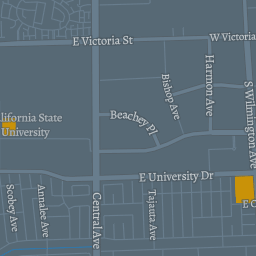 E Victoria St
W Victoria
Bishop Ave
Harmon Ave
S Wilmington Ave
Beachey Pl
lifornia State
University
E University Dr
Scobey Ave
Annalee Ave
Central Ave
Tajauta Ave
E C